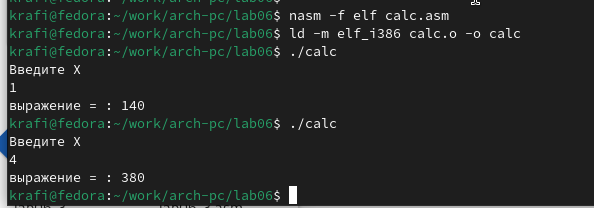 krafi@fedora:~/work/arch-pc/lab06$ nasm -f elf calc.asm
krafi@fedora:~/work/arch-pc/lab06$ ld -m elf_i386 calc.o -o calc
krafi@fedora:~/work/arch-pc/lab06$ ./calc
Введите X
1
выражение = : 140
krafi@fedora:~/work/arch-pc/lab06$ ./calc
Введите X
4
выражение = : 380
krafi@fedora:~/work/arch-pc/lab06$